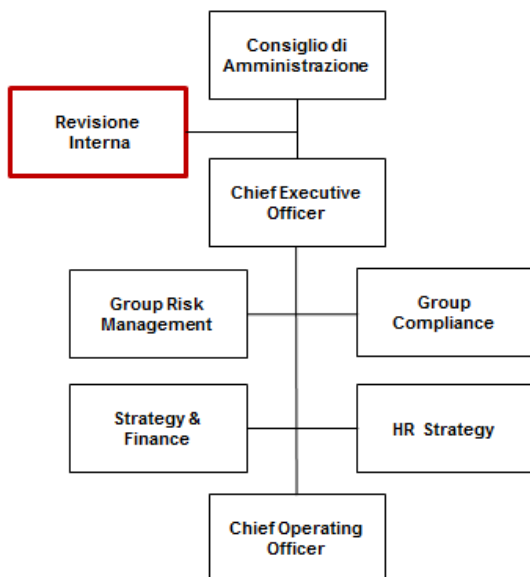 Consiglio di
Amministrazione
Revisione
Interna
Chief Executive
Officer
Group Risk
Management
Group
Compliance
Strategy &
Finance
HR Strategy
Chief Operating
Officer